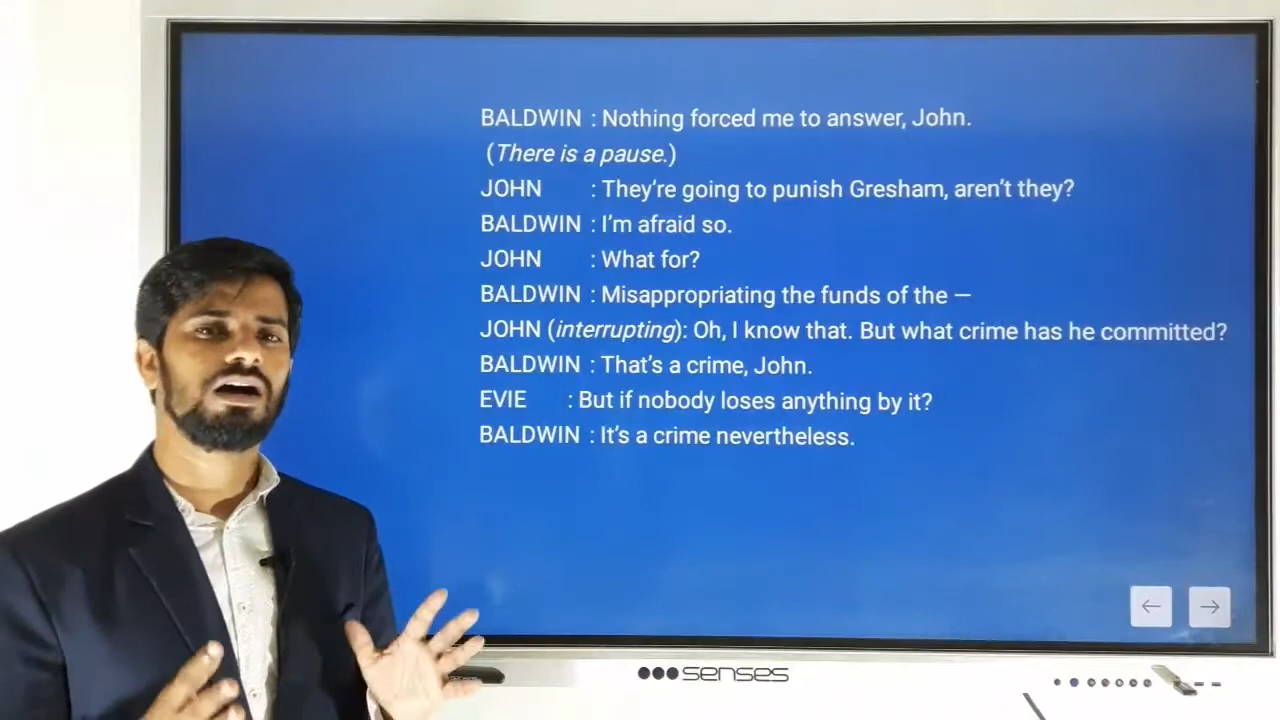 BALDWIN : Nothing forced me to answer, John.
(There is a pause.)
JOHN : They're going to punish Gresham, aren't they?
BALDWIN : I'm afraid so.
JOHN : What for?
BALDWIN : Misappropriating the funds of the —
JOHN (interrupting): Oh, I know that. But what crime has he committed?
BALDWIN : That's a crime, John.
EVIE : But if nobody loses anything by it?
BALDWIN : It's a crime nevertheless.
senses